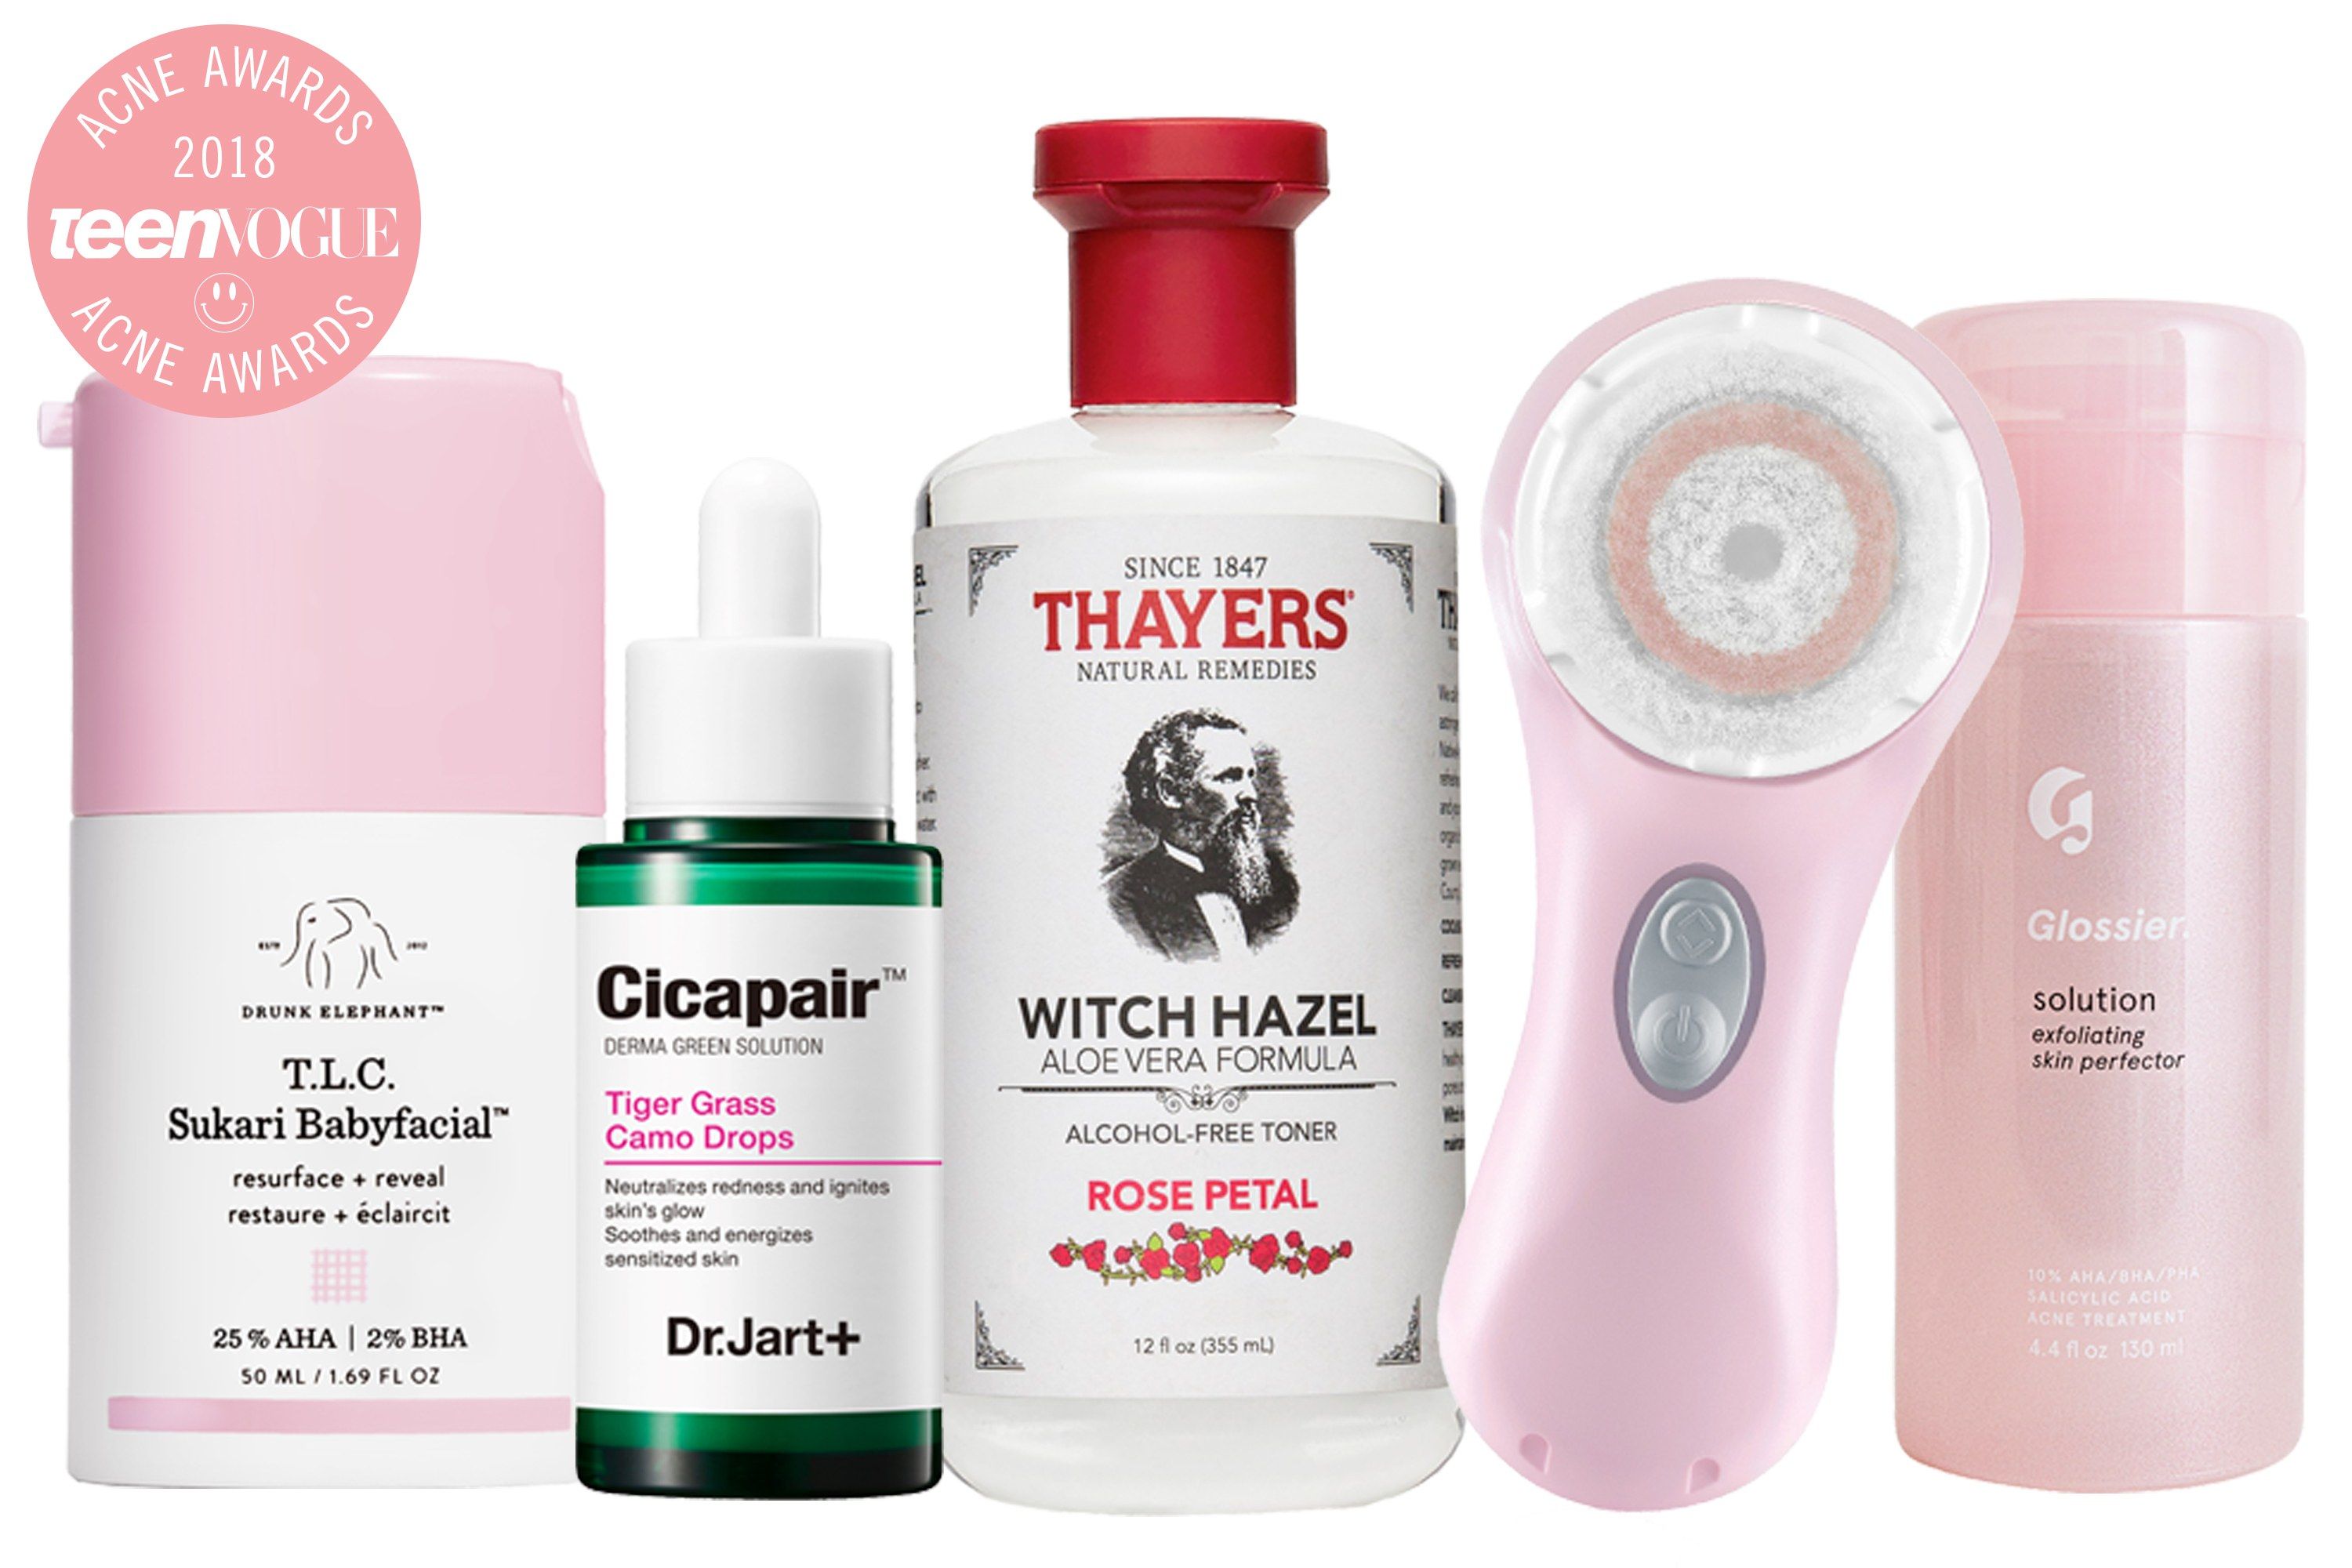 ACNE AWARDS
2018
teenVOGUE
ACNE AWARDS
ESTD 2012
DRUNK ELEPHANT™
T.L.C.
Sukari Babyfacial™
resurface + reveal
restaure + éclaircit
25% AHA | 2% BHA
50 ML / 1.69 FL OZ
Cicapair™
DERMA GREEN SOLUTION
Tiger Grass
Camo Drops
Neutralizes redness and ignites
skin's glow
Soothes and energizes
sensitized skin
Dr.Jart+
SINCE 1847
THAYERS®
NATURAL REMEDIES
WITCH HAZEL
ALOE VERA FORMULA
ALCOHOL-FREE TONER
ROSE PETAL
12 fl oz (355 mL)
G
Glossier.
solution
exfoliating
skin perfector
10% AHA/BHA/PHA
SALICYLIC ACID
ACNE TREATMENT
4.4 fl oz 130 ml